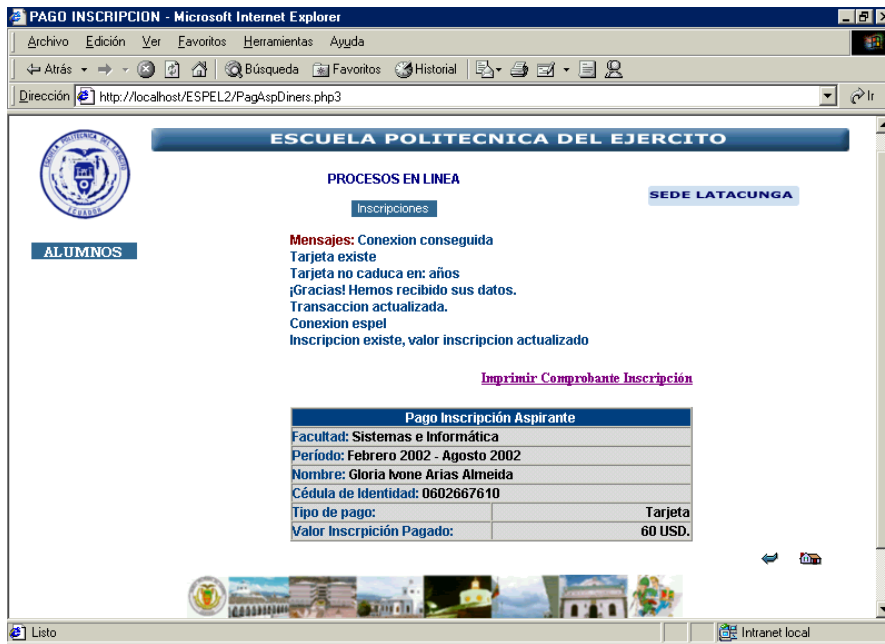 PAGO INSCRIPCION - Microsoft Internet Explorer
Archivo Edición Ver Favoritos Herramientas Ayuda
Atrás Búsqueda Favoritos Historial
Dirección http://localhost/ESPEL2/PagAspDiners.php3 Ir
ESCUELA POLITECNICA DEL EJERCITO
POLITECNICA DEL
ECUADOR
PROCESOS EN LINEA
SEDE LATACUNGA
Inscripciones
ALUMNOS
Mensajes: Conexion conseguida
Tarjeta existe
Tarjeta no caduca en: años
¡Gracias! Hemos recibido sus datos.
Transaccion actualizada.
Conexion espel
Inscripcion existe, valor inscripcion actualizado
Imprimir Comprobante Inscripción
Pago Inscripción Aspirante
Facultad: Sistemas e Informática
Período: Febrero 2002 - Agosto 2002
Nombre: Gloria Ivone Arias Almeida
Cédula de Identidad: 0602667610
Tipo de pago: Tarjeta
Valor Inscrpición Pagado: 60 USD.
Listo Intranet local